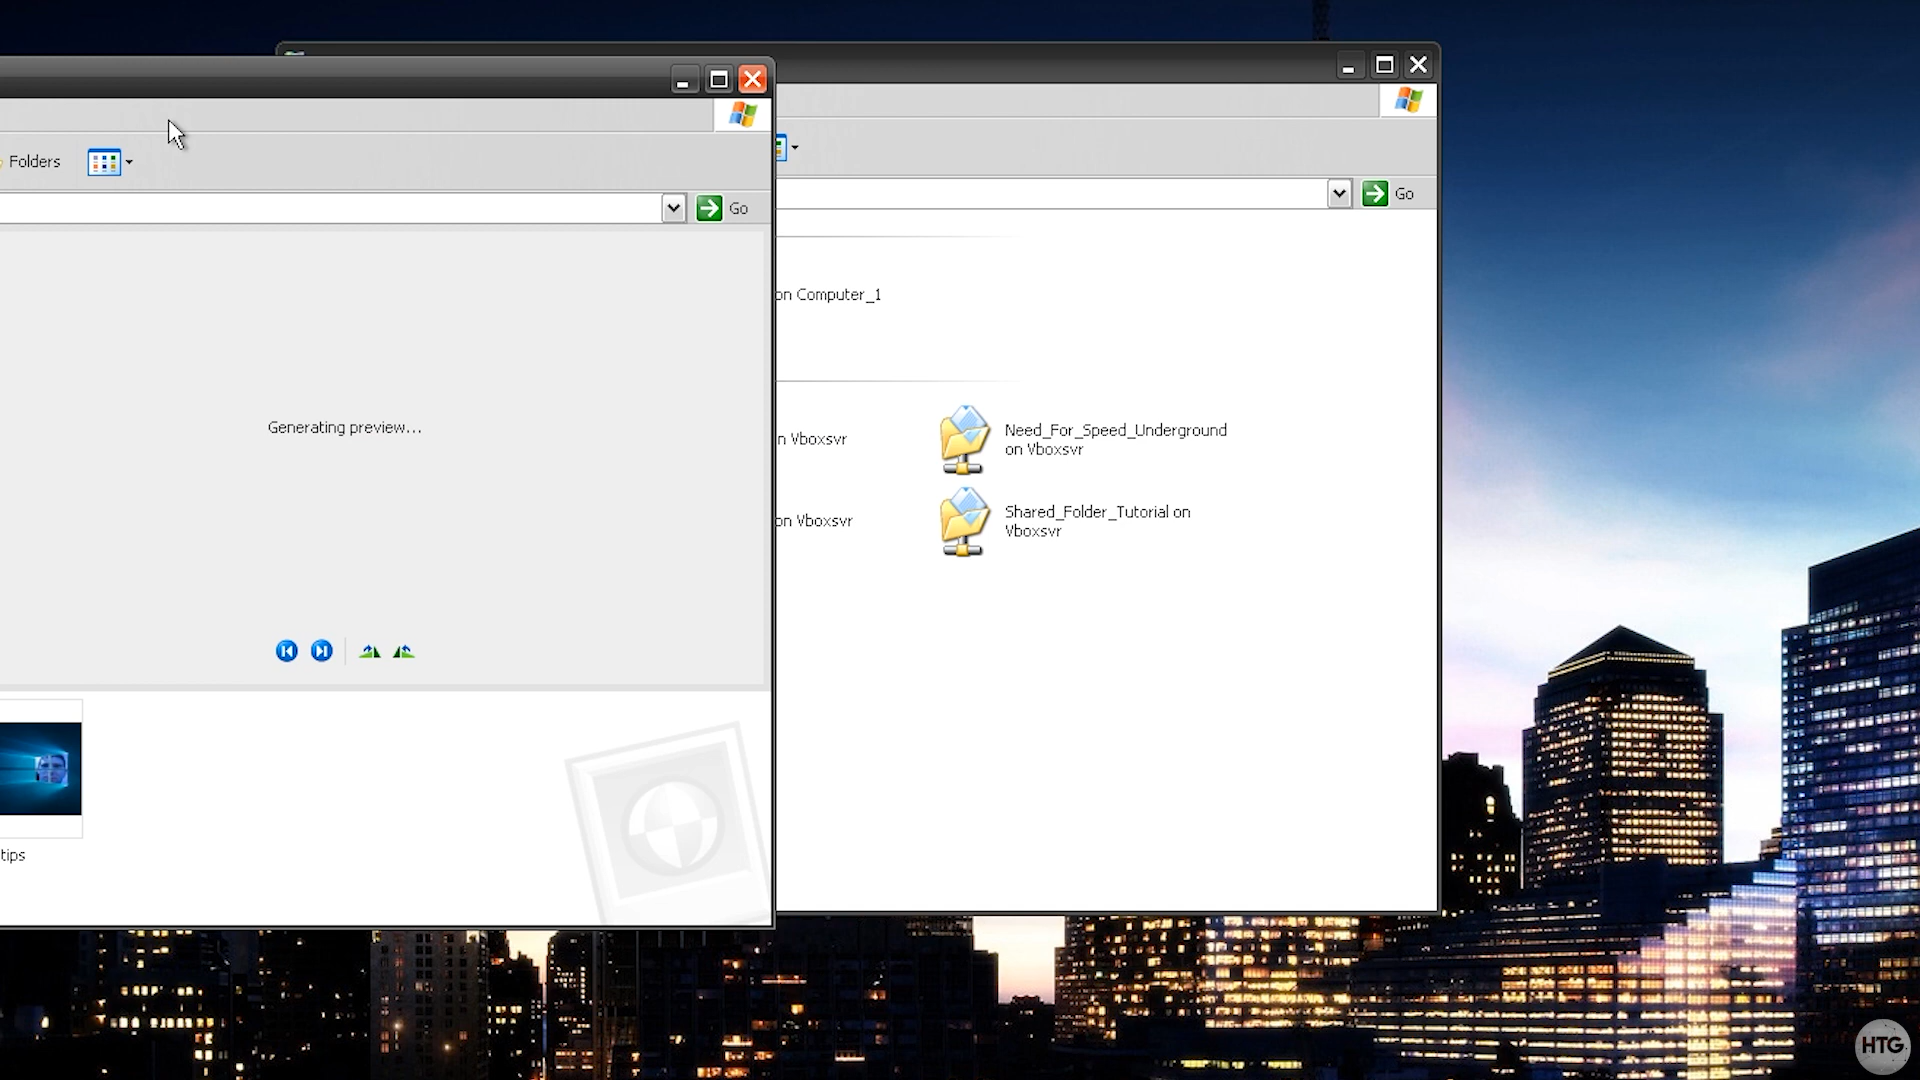 Folders
Go
Generating preview...
tips
Go
on Computer_1
n Vboxsvr
Need_For_Speed_Underground
on Vboxsvr
on Vboxsvr
Shared_Folder_Tutorial on
Vboxsvr
HTG